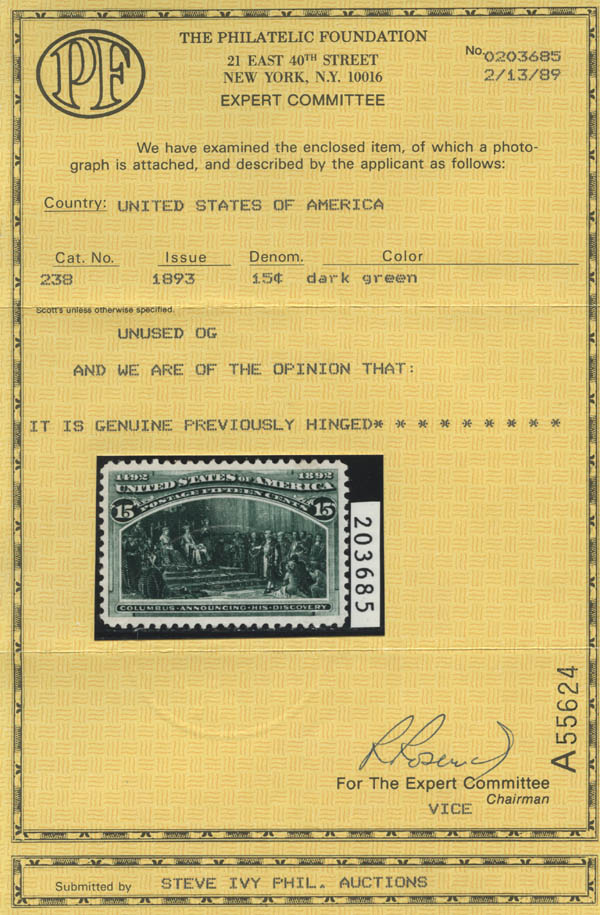 PF
THE PHILATELIC FOUNDATION
21 EAST 40TH STREET
NEW YORK, N.Y. 10016
EXPERT COMMITTEE
No. 0203685
2/13/89
We have examined the enclosed item, of which a photo-
graph is attached, and described by the applicant as follows:
Country: UNITED STATES OF AMERICA
Cat. No. Issue Denom. Color
238 1893 15¢ dark green
Scott's unless otherwise specified.
UNUSED OG
AND WE ARE OF THE OPINION THAT:
IT IS GENUINE PREVIOUSLY HINGED* * * * * * * * * *
1492 1892
UNITED STATES OF AMERICA
POSTAGE FIFTEEN CENTS
15 15
COLUMBUS·ANNOUNCING·HIS·DISCOVERY
203685
A55624
For The Expert Committee
Chairman
VICE
Submitted by STEVE IVY PHIL. AUCTIONS